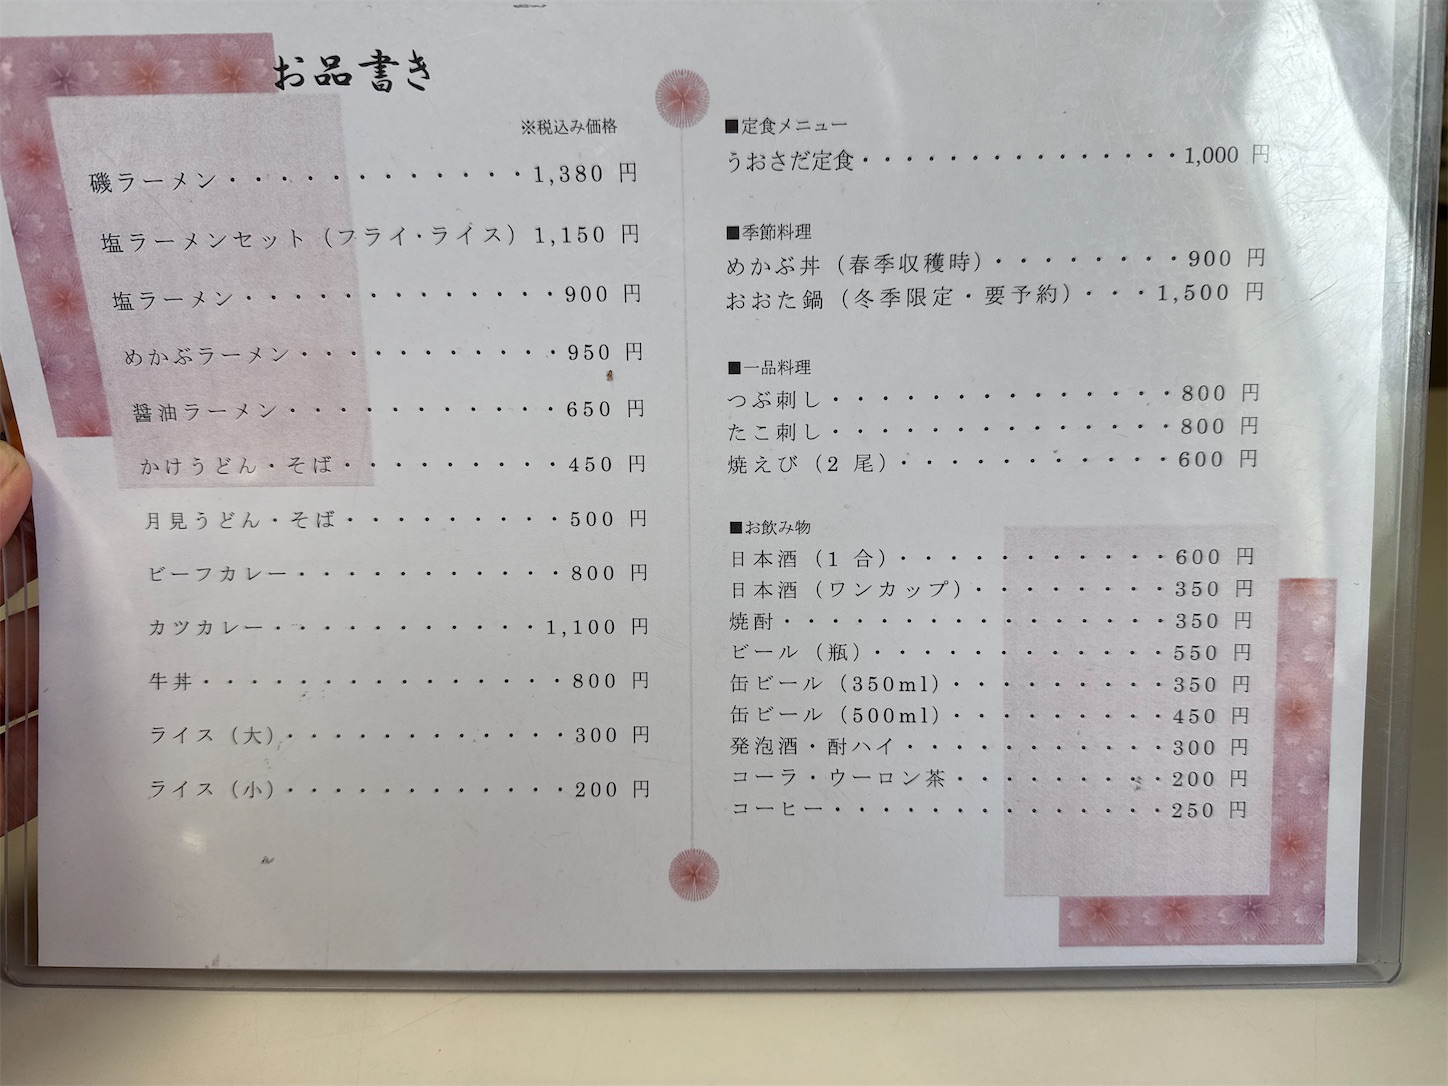 お品書き
※税込み価格
磯ラーメン・・・・・・・・・・・・1,380 円
塩ラーメンセット（フライ・ライス）1,150 円
塩ラーメン・・・・・・・・・・・・・900 円
めかぶラーメン・・・・・・・・・・・950 円
醤油ラーメン・・・・・・・・・・・650 円
かけうどん・そば・・・・・・・・・450 円
月見うどん・そば・・・・・・・・・500 円
ビーフカレー・・・・・・・・・・・800 円
カツカレー・・・・・・・・・・・1,100 円
牛丼・・・・・・・・・・・・・・・800 円
ライス（大）・・・・・・・・・・・・300 円
ライス（小）・・・・・・・・・・・・200 円
■定食メニュー
うおさだ定食・・・・・・・・・・・・・・・1,000 円
■季節料理
めかぶ丼（春季収穫時）・・・・・・・・900 円
おおた鍋（冬季限定・要予約）・・・1,500 円
■一品料理
つぶ刺し・・・・・・・・・・・・・・・800 円
たこ刺し・・・・・・・・・・・・・・・800 円
焼えび（2 尾）・・・・・・・・・・・・600 円
■お飲み物
日本酒（1 合）・・・・・・・・・・・・600 円
日本酒（ワンカップ）・・・・・・・・・350 円
焼酎・・・・・・・・・・・・・・・・・350 円
ビール（瓶）・・・・・・・・・・・・・550 円
缶ビール（350ml）・・・・・・・・・350 円
缶ビール（500ml）・・・・・・・・・450 円
発泡酒・酎ハイ・・・・・・・・・・・300 円
コーラ・ウーロン茶・・・・・・・・・200 円
コーヒー・・・・・・・・・・・・・・250 円